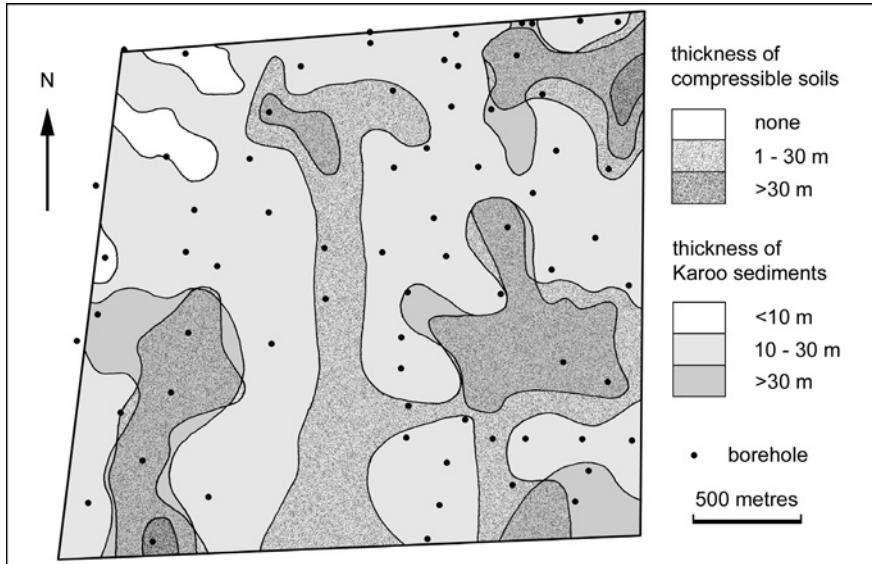 N
thickness of
compressible soils
none
1 - 30 m
>30 m
thickness of
Karoo sediments
<10 m
10 - 30 m
>30 m
borehole
500 metres